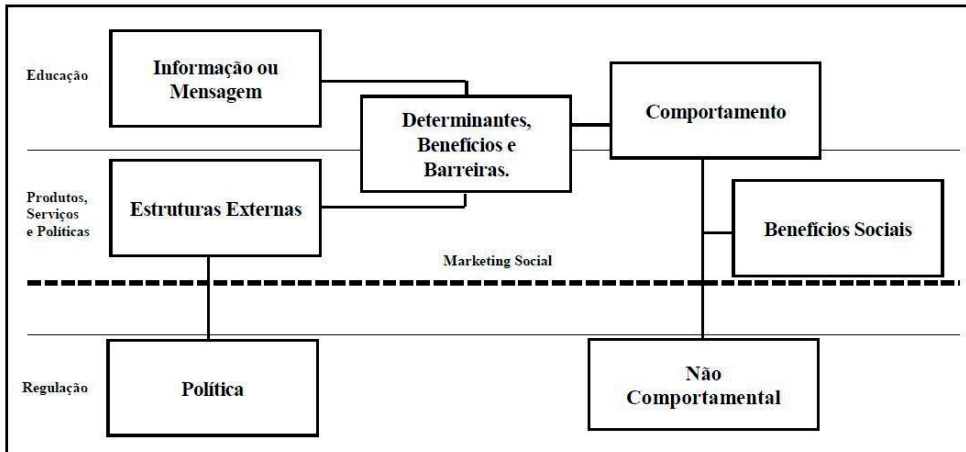 Educação
Informação ou
Mensagem
Determinantes,
Benefícios e
Barreiras.
Comportamento
Produtos,
Serviços
e Políticas
Estruturas Externas
Benefícios Sociais
Marketing Social
Regulação
Política
Não
Comportamental